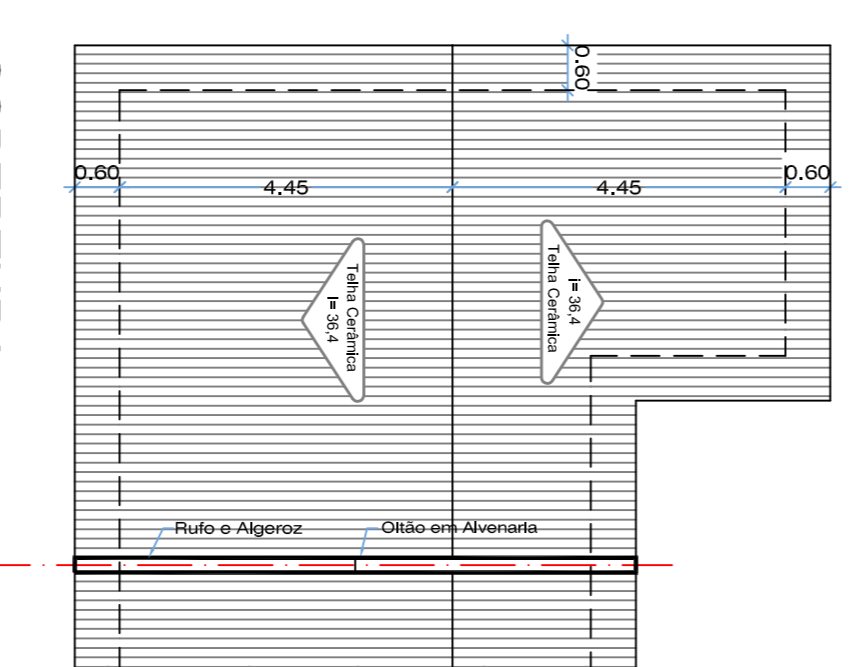 0.60
0.60
4.45
4.45
0.60
Telha Cerâmica
i= 36,4
i= 36,4
Telha Cerâmica
Rufo e Algeroz
Oitão em Alvenaria